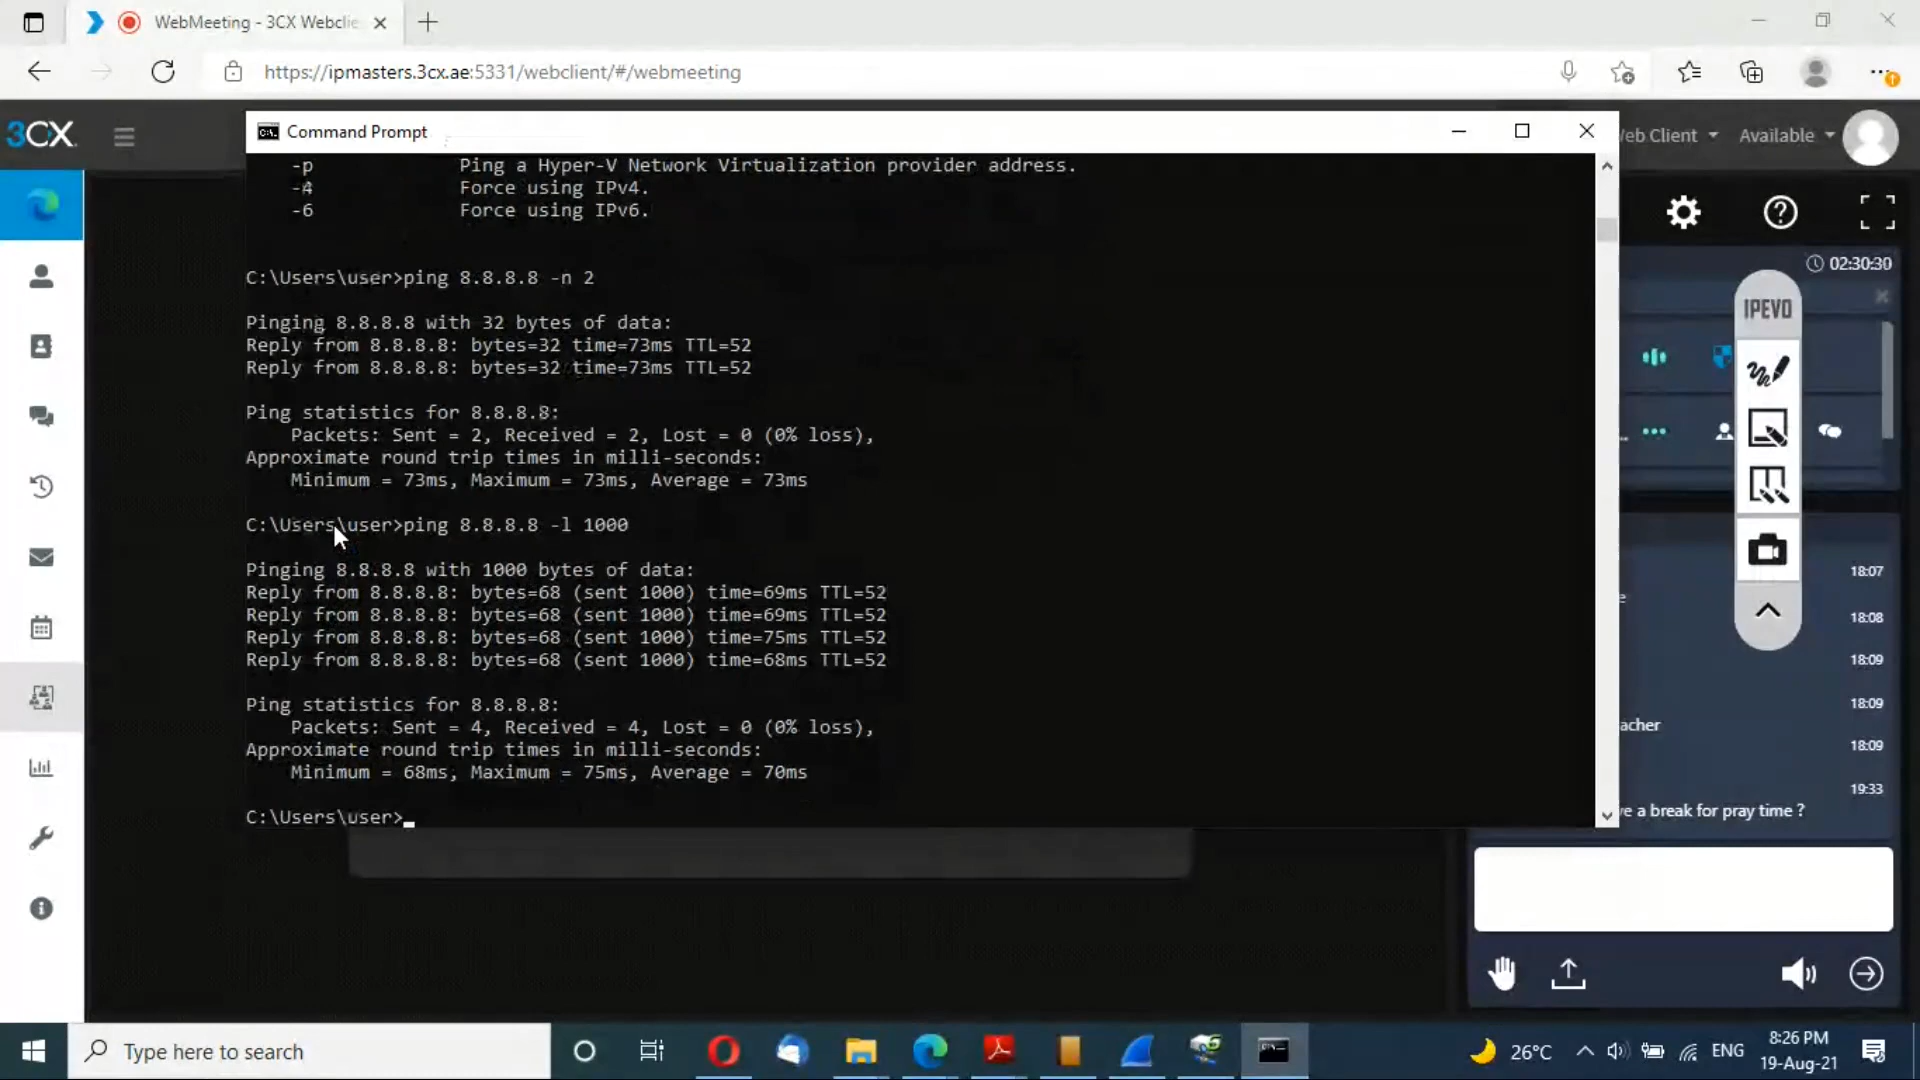 WebMeeting - 3CX Webclie
https://ipmasters.3cx.ae:5331/webclient/#/webmeeting
3CX
Command Prompt
eb Client
Available
-p Ping a Hyper-V Network Virtualization provider address.
-4 Force using IPv4.
-6 Force using IPv6.
C:\Users\user>ping 8.8.8.8 -n 2
Pinging 8.8.8.8 with 32 bytes of data:
Reply from 8.8.8.8: bytes=32 time=73ms TTL=52
Reply from 8.8.8.8: bytes=32 time=73ms TTL=52
Ping statistics for 8.8.8.8:
Packets: Sent = 2, Received = 2, Lost = 0 (0% loss),
Approximate round trip times in milli-seconds:
Minimum = 73ms, Maximum = 73ms, Average = 73ms
C:\Users\user>ping 8.8.8.8 -l 1000
Pinging 8.8.8.8 with 1000 bytes of data:
Reply from 8.8.8.8: bytes=68 (sent 1000) time=69ms TTL=52
Reply from 8.8.8.8: bytes=68 (sent 1000) time=69ms TTL=52
Reply from 8.8.8.8: bytes=68 (sent 1000) time=75ms TTL=52
Reply from 8.8.8.8: bytes=68 (sent 1000) time=68ms TTL=52
Ping statistics for 8.8.8.8:
Packets: Sent = 4, Received = 4, Lost = 0 (0% loss),
Approximate round trip times in milli-seconds:
Minimum = 68ms, Maximum = 75ms, Average = 70ms
C:\Users\user>
02:30:30
IPEVO
18:07
e
18:08
18:09
18:09
acher
18:09
19:33
ve a break for pray time ?
Type here to search
26°C
ENG
8:26 PM
19-Aug-21